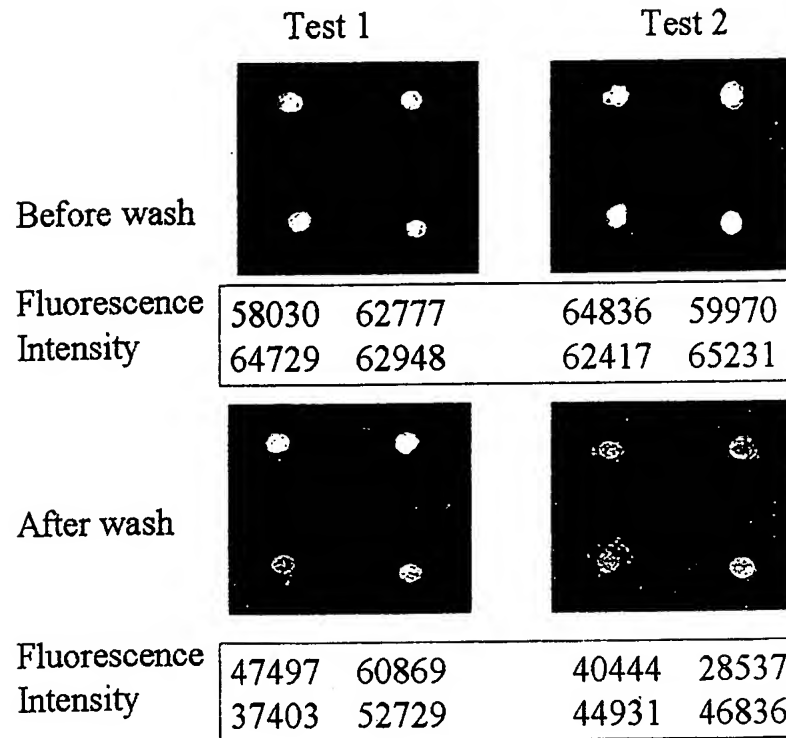 Test 1 Test 2
Before wash
Fluorescence Intensity
58030 62777 64836 59970
64729 62948 62417 65231
After wash
Fluorescence Intensity
47497 60869 40444 28537
37403 52729 44931 46836